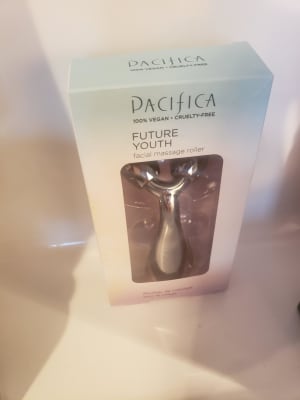 PACIFICA
100% VEGAN • CRUELTY-FREE
PACIFICA
100% VEGAN • CRUELTY-FREE
FUTURE
YOUTH
facial massage roller